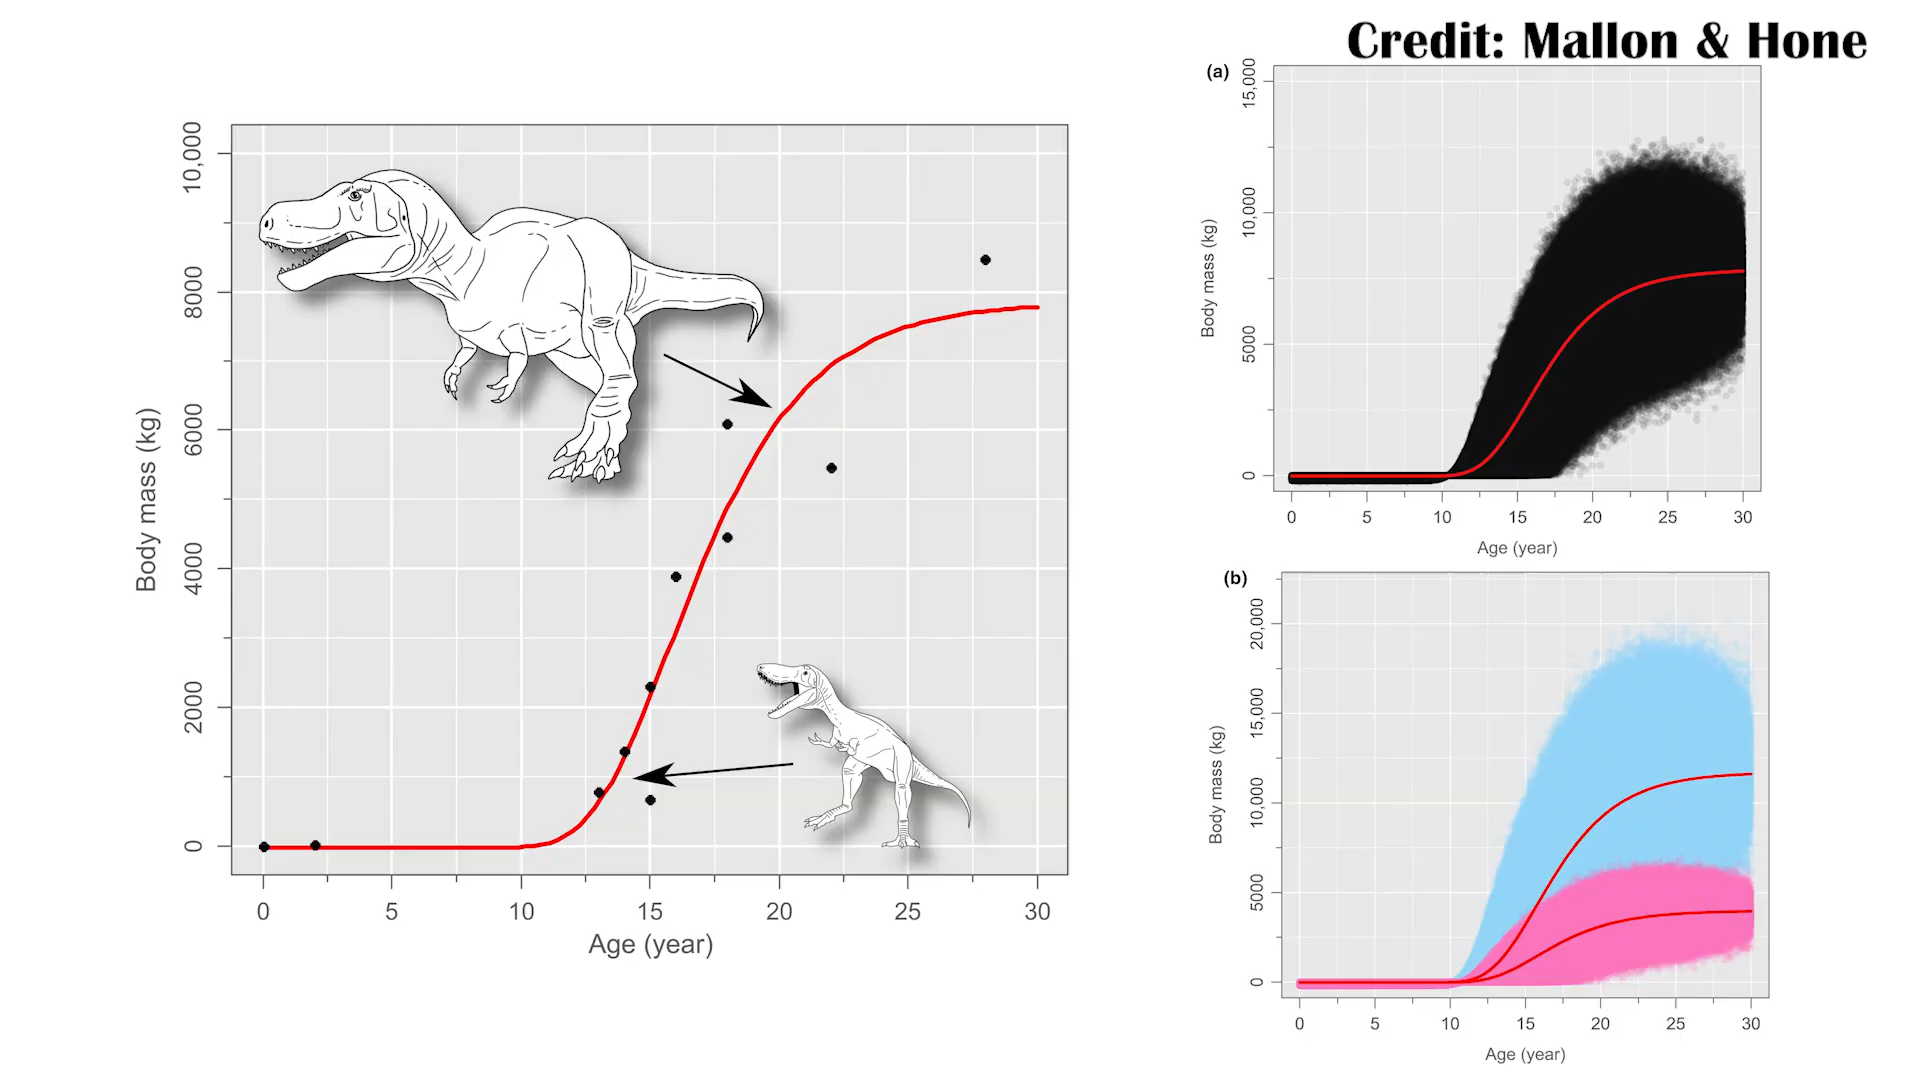 Credit: Mallon & Hone
10,000
8000
6000
4000
2000
0
Body mass (kg)
0 5 10 15 20 25 30
Age (year)
(a)
15,000
10,000
5000
0
Body mass (kg)
0 5 10 15 20 25 30
Age (year)
(b)
20,000
15,000
10,000
5000
0
Body mass (kg)
0 5 10 15 20 25 30
Age (year)